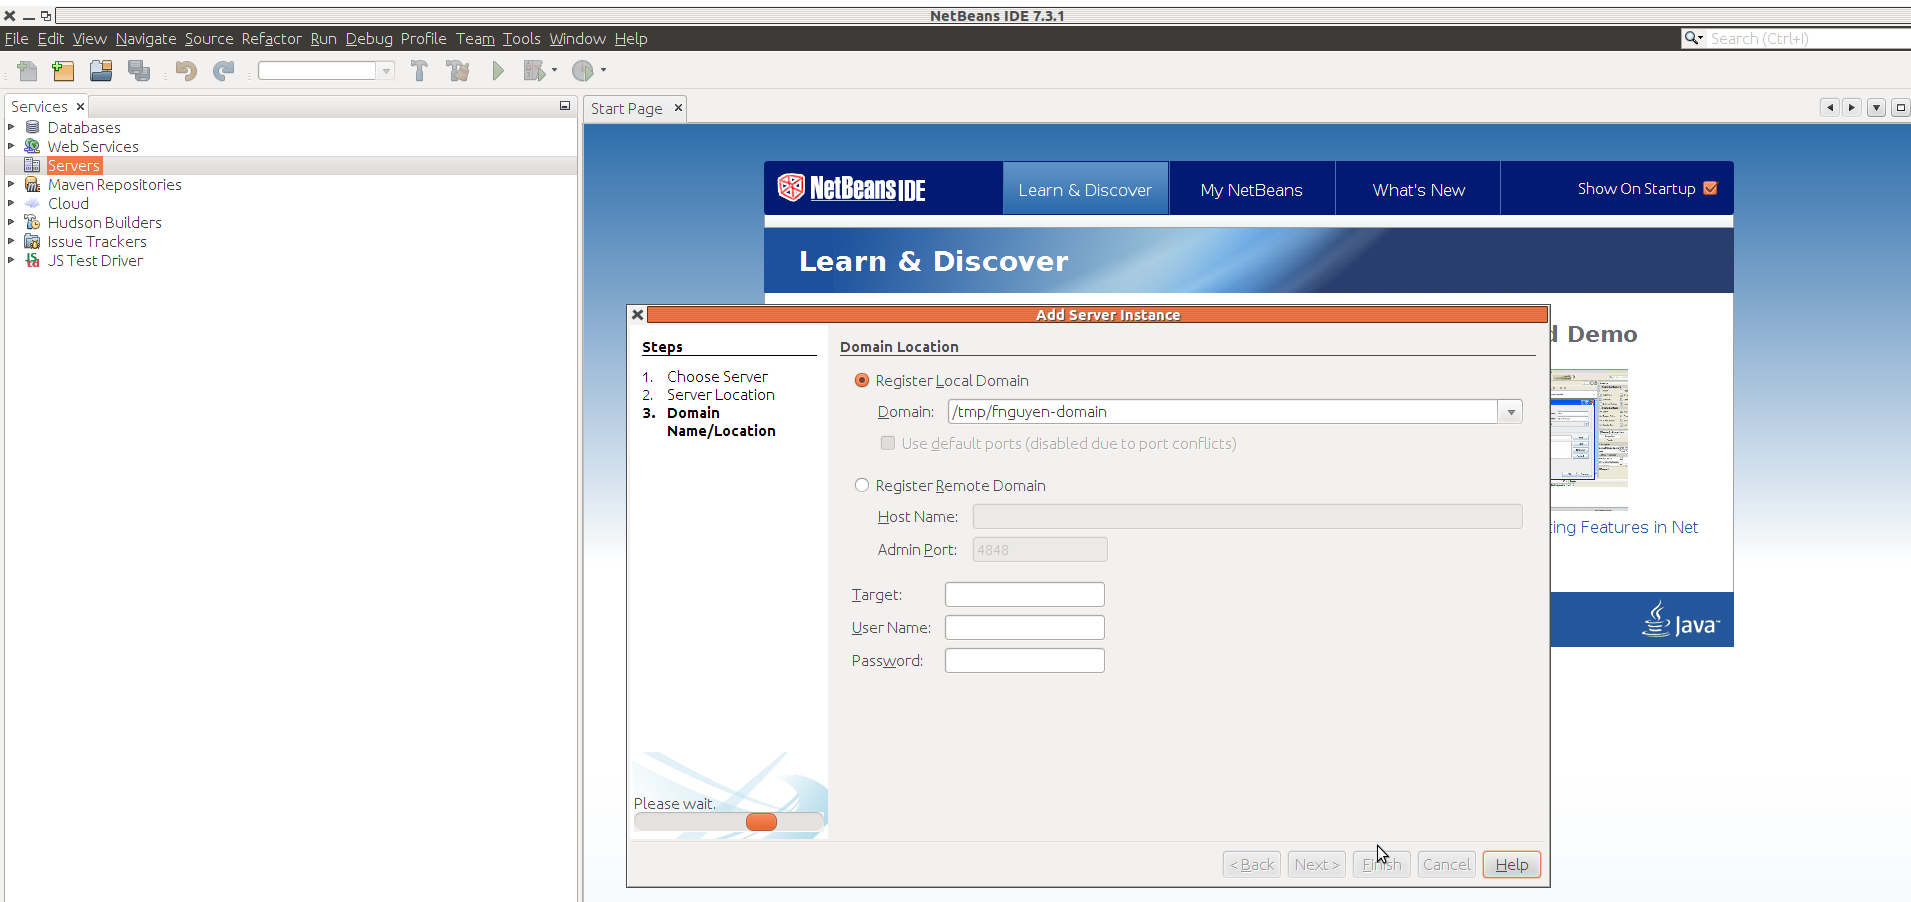 NetBeans IDE 7.3.1
File Edit View Navigate Source Refactor Run Debug Profile Team Tools Window Help
Search (Ctrl+I)
Services
Start Page
Databases
Web Services
Servers
Maven Repositories
Cloud
Hudson Builders
Issue Trackers
JS Test Driver
NetBeans IDE
Learn & Discover
My NetBeans
What's New
Show On Startup
Learn & Discover
Demo
Add Server Instance
Steps
1. Choose Server
2. Server Location
3. Domain
Name/Location
Domain Location
Register Local Domain
Domain: /tmp/fnguyen-domain
Use default ports (disabled due to port conflicts)
Register Remote Domain
Host Name:
Admin Port: 4848
Target:
User Name:
Password:
ing Features in Net
Java™
Please wait.
< Back Next > Finish Cancel Help